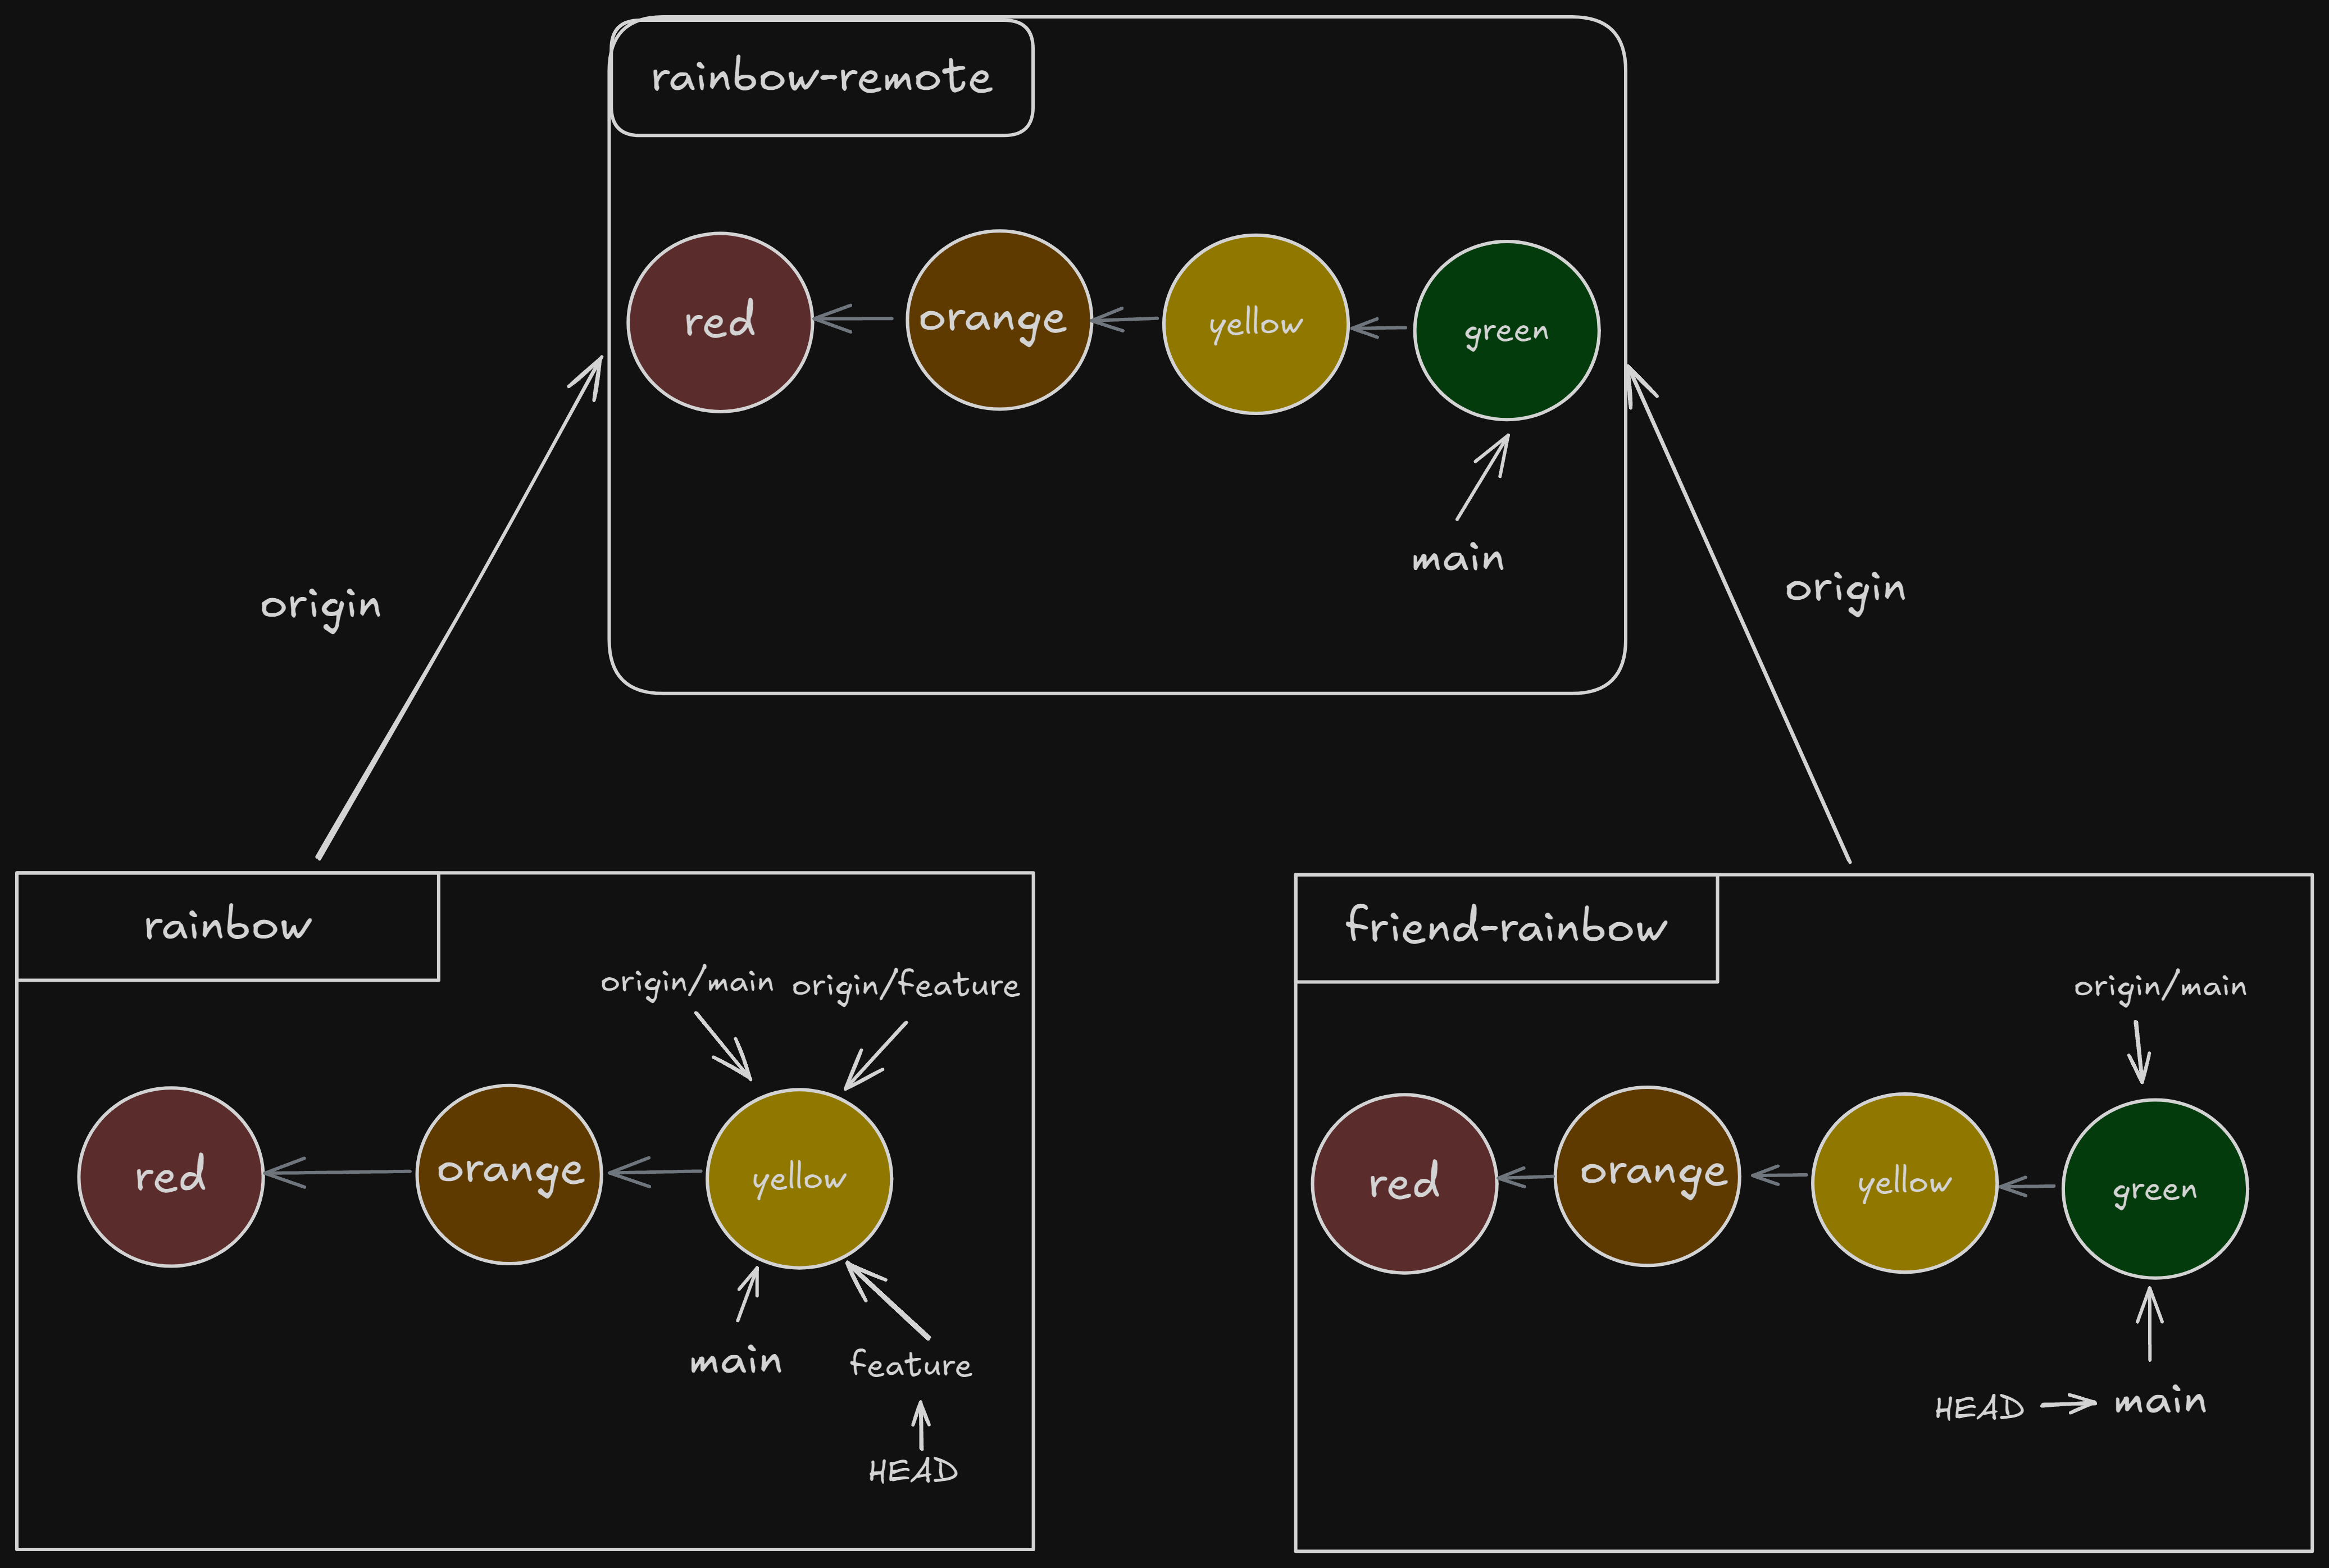 rainbow-remote
red
orange
yellow
green
main
origin
origin
rainbow
origin/main
origin/feature
red
orange
yellow
main
feature
HEAD
friend-rainbow
origin/main
red
orange
yellow
green
HEAD
main